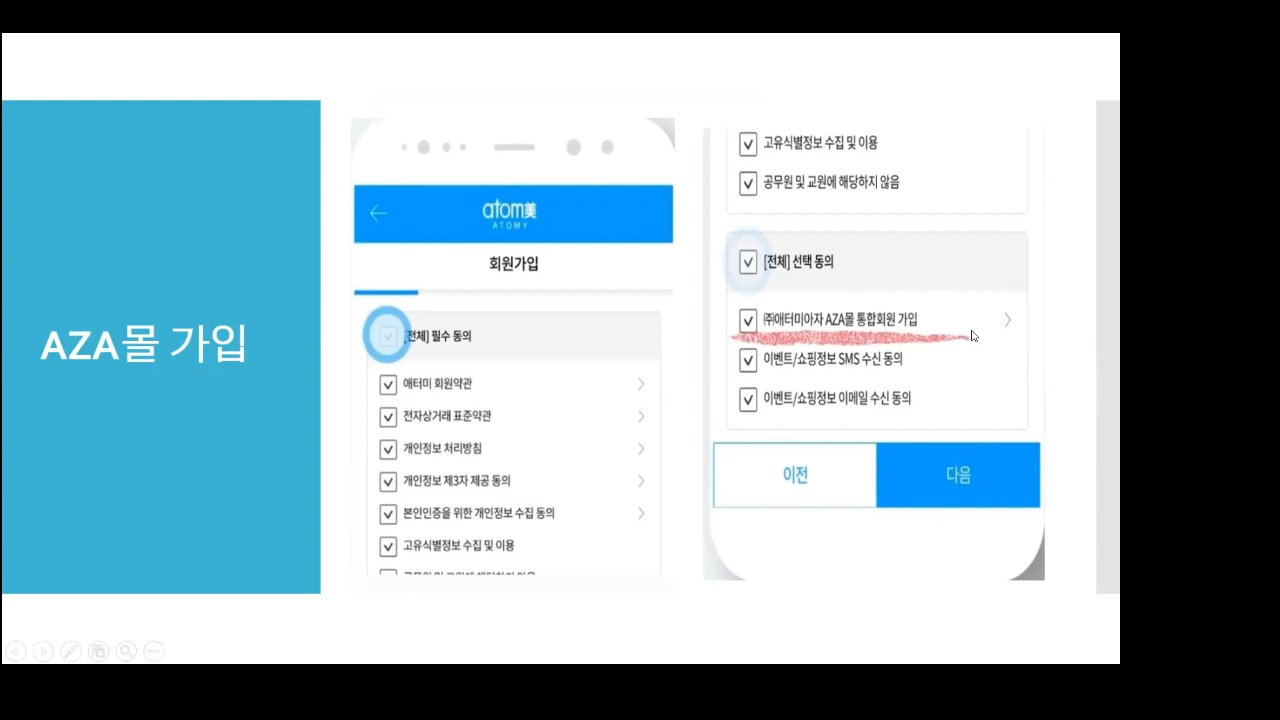 AZA몰 가입
atom美
ATOMY
회원가입
[전체] 필수 동의
애터미 회원약관
전자상거래 표준약관
개인정보 처리방침
개인정보 제3자 제공 동의
본인인증을 위한 개인정보 수집 동의
고유식별정보 수집 및 이용
고유식별정보 수집 및 이용
공무원 및 교원에 해당하지 않음
[전체] 선택 동의
㈜애터미아자 AZA몰 통합회원 가입
이벤트/쇼핑정보 SMS 수신 동의
이벤트/쇼핑정보 이메일 수신 동의
이전
다음